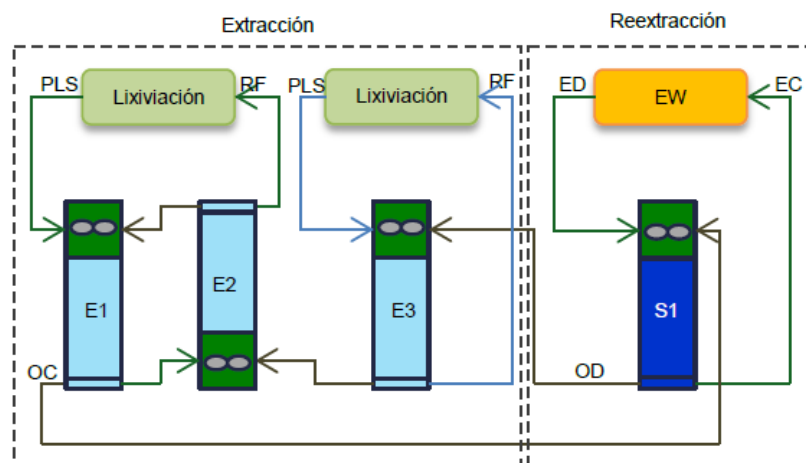 Extracción
Reextracción
PLS
Lixiviación
RF
PLS
Lixiviación
RF
ED
EW
EC
E1
E2
E3
S1
OC
OD